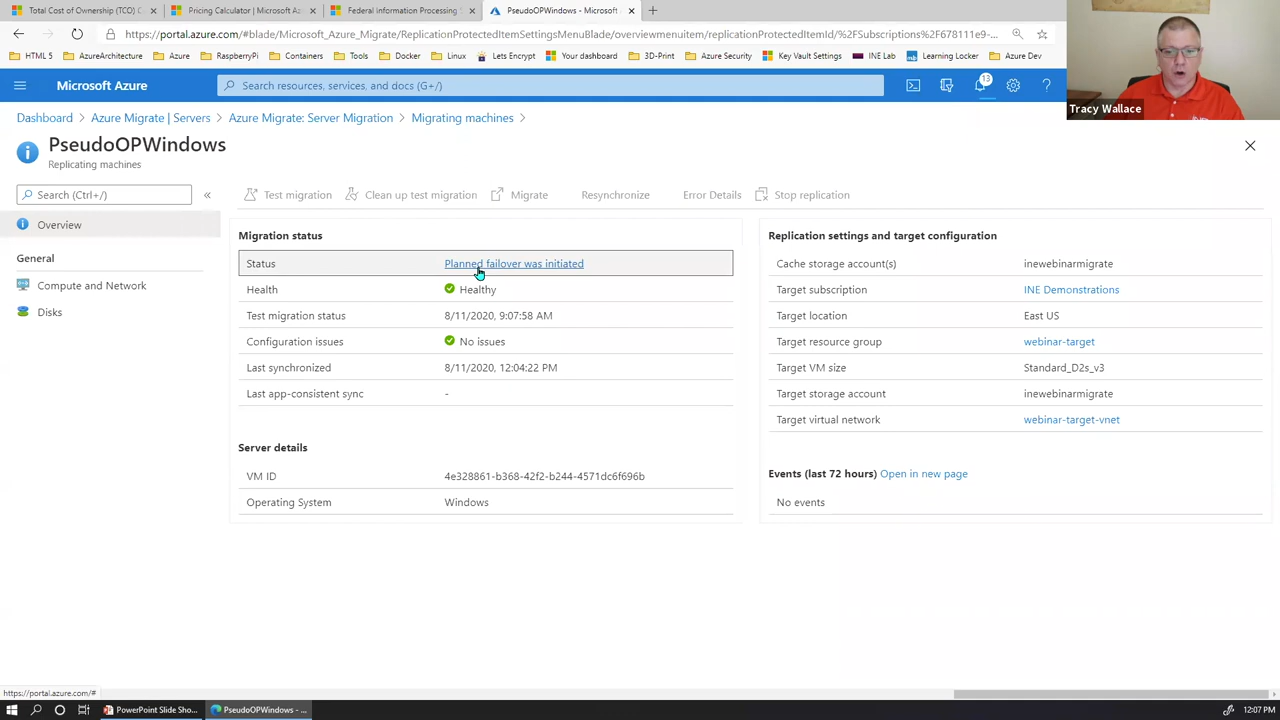 Total Cost of Ownership (TCO) C
Pricing Calculator | Microsoft Az
Federal Information Processing S
PseudoOPWindows - Microsoft
https://portal.azure.com/#blade/Microsoft_Azure_Migrate/ReplicationProtectedItemSettingsMenuBlade/overviewmenuitem/replicationProtectedItemId/%2FSubscriptions%2F678111e9-...
HTML 5
AzureArchitecture
Azure
RaspberryPi
Containers
Tools
Docker
Linux
Lets Encrypt
Your dashboard
3D-Print
Azure Security
Key Vault Settings
INE Lab
Learning Locker
Azure Dev
Microsoft Azure
Search resources, services, and docs (G+/)
13
?
Tracy Wallace
Dashboard > Azure Migrate | Servers > Azure Migrate: Server Migration > Migrating machines >
PseudoOPWindows
Replicating machines
Search (Ctrl+/)
«
Overview
General
Compute and Network
Disks
Test migration
Clean up test migration
Migrate
Resynchronize
Error Details
Stop replication
Migration status
Status Planned failover was initiated
Health Healthy
Test migration status 8/11/2020, 9:07:58 AM
Configuration issues No issues
Last synchronized 8/11/2020, 12:04:22 PM
Last app-consistent sync -
Server details
VM ID 4e328861-b368-42f2-b244-4571dc6f696b
Operating System Windows
Replication settings and target configuration
Cache storage account(s) inewebinarmigrate
Target subscription INE Demonstrations
Target location East US
Target resource group webinar-target
Target VM size Standard_D2s_v3
Target storage account inewebinarmigrate
Target virtual network webinar-target-vnet
Events (last 72 hours) Open in new page
No events
https://portal.azure.com/#
PowerPoint Slide Sho...
PseudoOPWindows - ...
12:07 PM